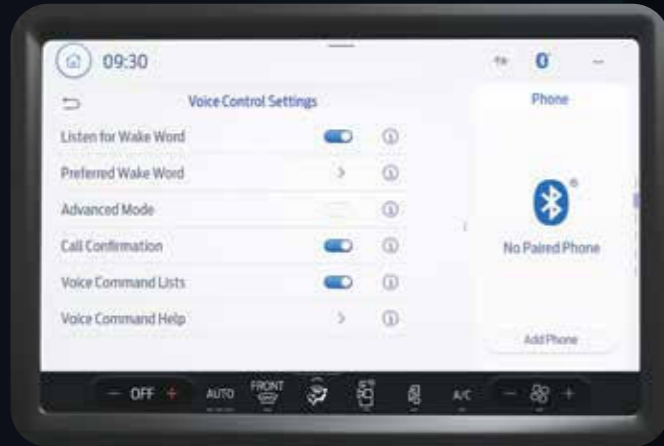 09:30
Voice Control Settings
Listen for Wake Word
Preferred Wake Word
Advanced Mode
Call Confirmation
Voice Command Lists
Voice Command Help
Phone
No Paired Phone
Add Phone
OFF AUTO FRONT A/C